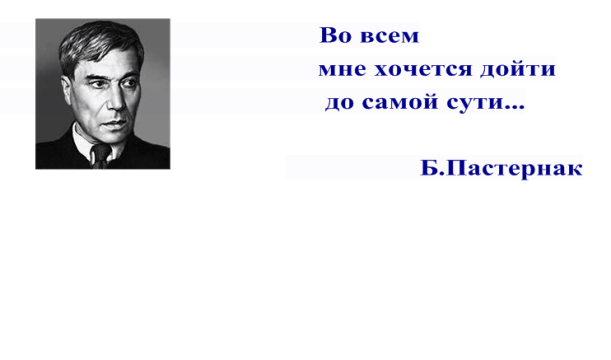 Во всем
мне хочется дойти
до самой сути...
Б.Пастернак